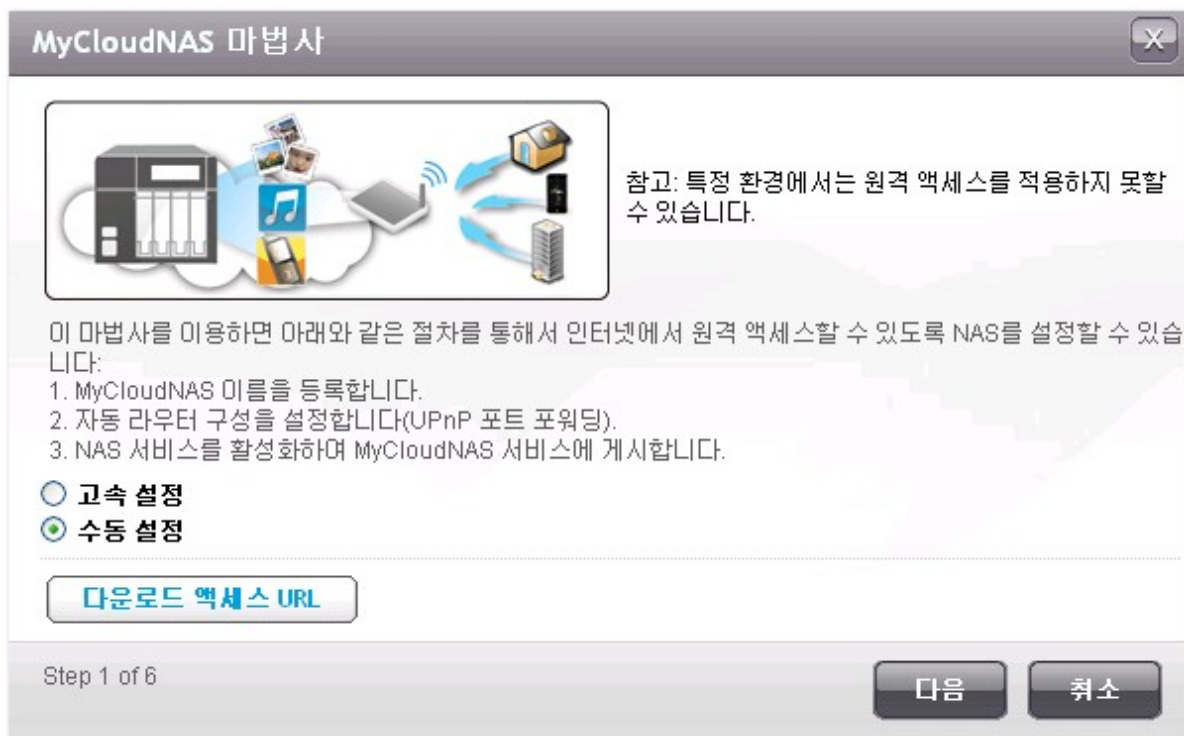 MyCloudNAS 마법사
참고: 특정 환경에서는 원격 액세스를 적용하지 못할
수 있습니다.
이 마법사를 이용하면 아래와 같은 절차를 통해서 인터넷에서 원격 액세스할 수 있도록 NAS를 설정할 수 있습
니다:
1. MyCloudNAS 이름을 등록합니다.
2. 자동 라우터 구성을 설정합니다(UPnP 포트 포워딩).
3. NAS 서비스를 활성화하며 MyCloudNAS 서비스에 게시합니다.
고속 설정
수동 설정
다운로드 액세스 URL
Step 1 of 6
다음
취소